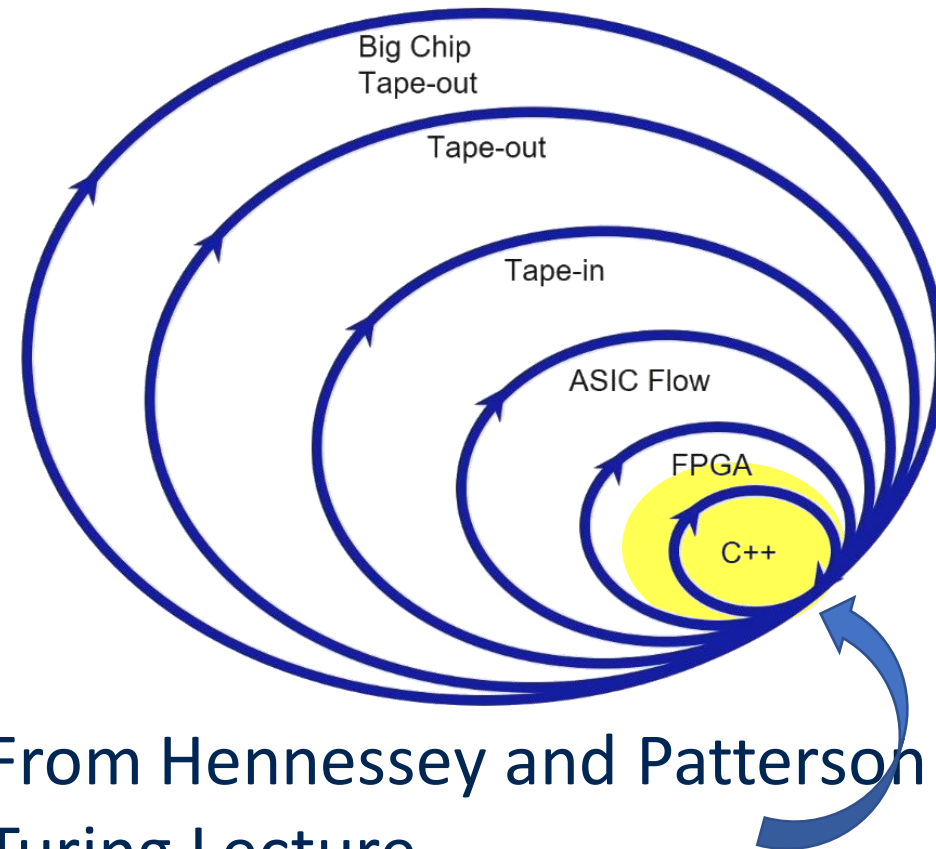 Big Chip
Tape-out
Tape-out
Tape-in
ASIC Flow
FPGA
C++
From Hennessey and Patterson
Turing Lecture